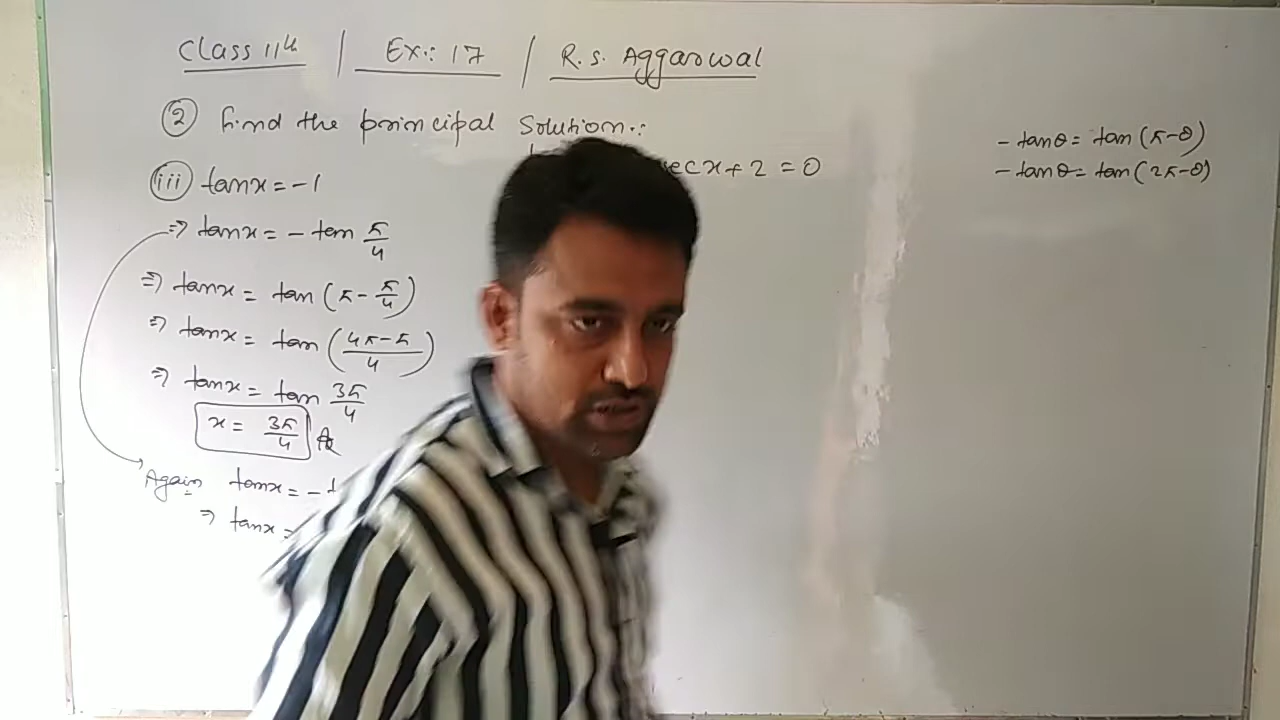 Class 11th / Ex.: 17 / R. S. Aggarwal
② Find the principal Solution.:
ecx + 2 = 0
(iii) tanx = -1
⇒ tanx = - tan π/4
⇒ tanx = tan (π - π/4)
⇒ tanx = tan ((4π - π)/4)
⇒ tanx = tan 3π/4
x = 3π/4
Again tanx = -
⇒ tanx =
- tanθ = tan (π-θ)
- tanθ = tan (2π-θ)